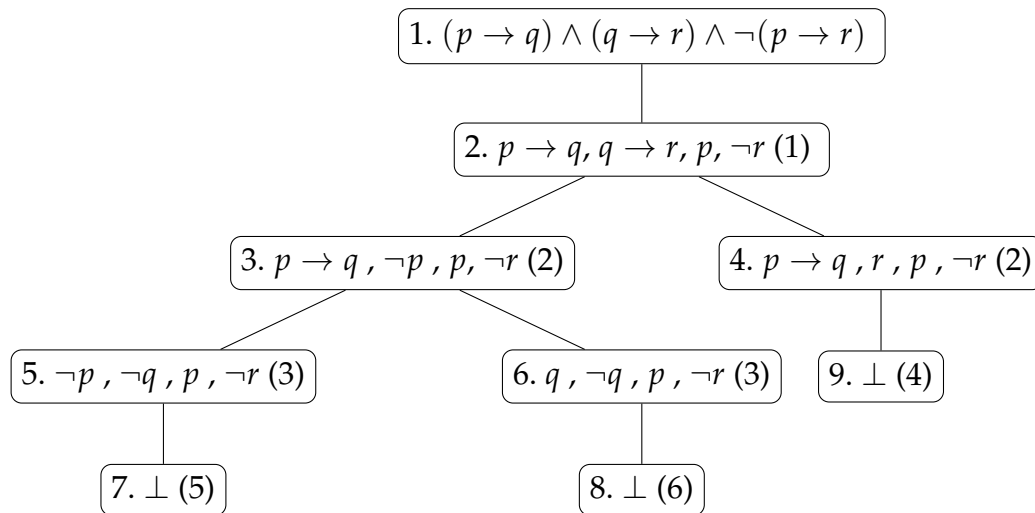 1. (p → q) ∧ (q → r) ∧ ¬(p → r)
2. p → q, q → r, p, ¬r (1)
3. p → q , ¬p , p, ¬r (2)
4. p → q , r , p , ¬r (2)
5. ¬p , ¬q , p , ¬r (3)
6. q , ¬q , p , ¬r (3)
9. ⊥ (4)
7. ⊥ (5)
8. ⊥ (6)